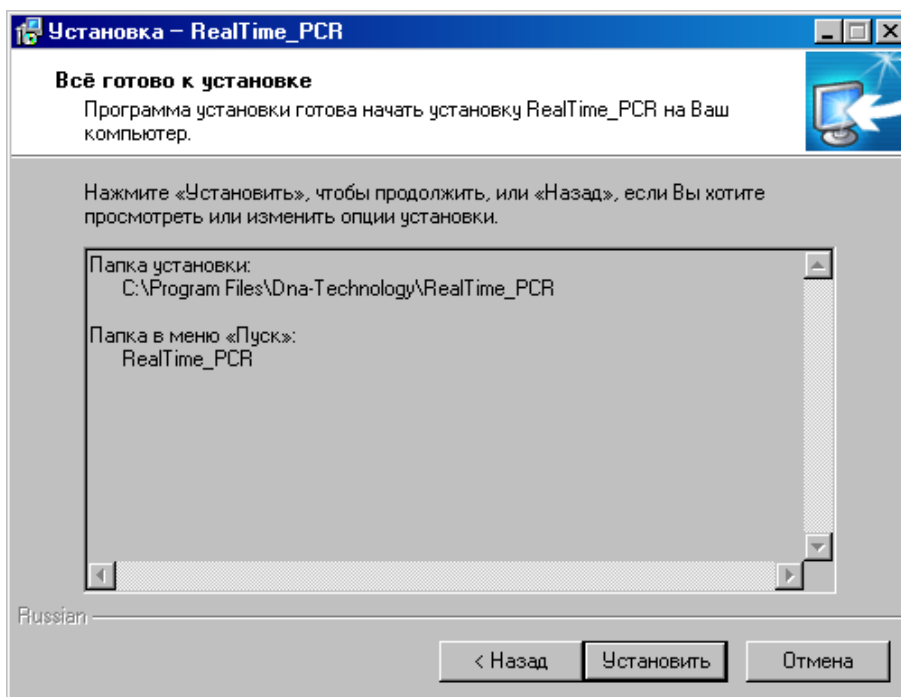 Установка – RealTime_PCR
Всё готово к установке
Программа установки готова начать установку RealTime_PCR на Ваш
компьютер.
Нажмите «Установить», чтобы продолжить, или «Назад», если Вы хотите
просмотреть или изменить опции установки.
Папка установки:
C:\Program Files\Dna-Technology\RealTime_PCR
Папка в меню «Пуск»:
RealTime_PCR
Russian
< Назад
Установить
Отмена